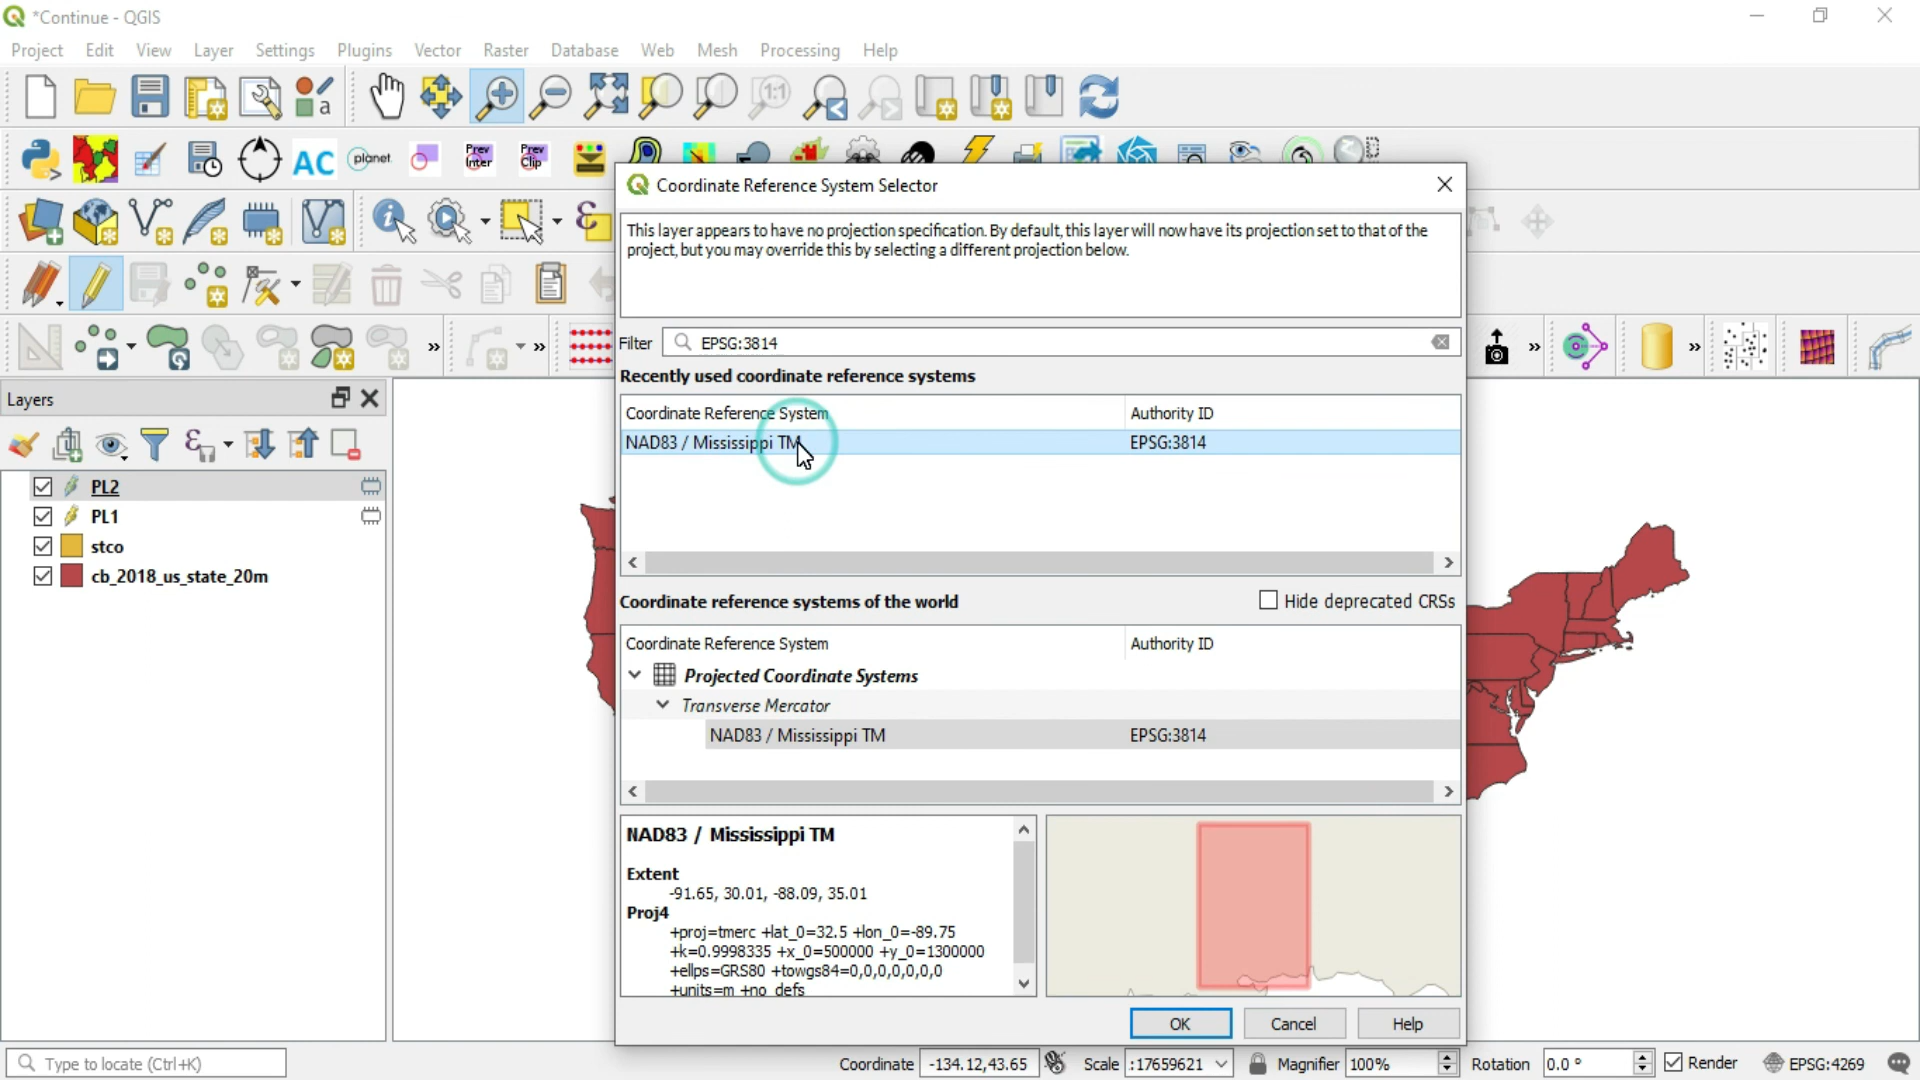 *Continue - QGIS
Project Edit View Layer Settings Plugins Vector Raster Database Web Mesh Processing Help
a
1:1
AC planet. Prev Inter Prev Clip
Coordinate Reference System Selector
This layer appears to have no projection specification. By default, this layer will now have its projection set to that of the
project, but you may override this by selecting a different projection below.
Filter EPSG:3814
Recently used coordinate reference systems
Coordinate Reference System Authority ID
NAD83 / Mississippi TM EPSG:3814
Coordinate reference systems of the world Hide deprecated CRSs
Coordinate Reference System Authority ID
Projected Coordinate Systems
Transverse Mercator
NAD83 / Mississippi TM EPSG:3814
NAD83 / Mississippi TM
Extent
-91.65, 30.01, -88.09, 35.01
Proj4
+proj=tmerc +lat_0=32.5 +lon_0=-89.75
+k=0.9998335 +x_0=500000 +y_0=1300000
+ellps=GRS80 +towgs84=0,0,0,0,0,0,0
+units=m +no_defs
OK Cancel Help
Layers
PL2
PL1
stco
cb_2018_us_state_20m
Type to locate (Ctrl+K) Coordinate -134.12,43.65 Scale :17659621 Magnifier 100% Rotation 0.0 ° Render EPSG:4269